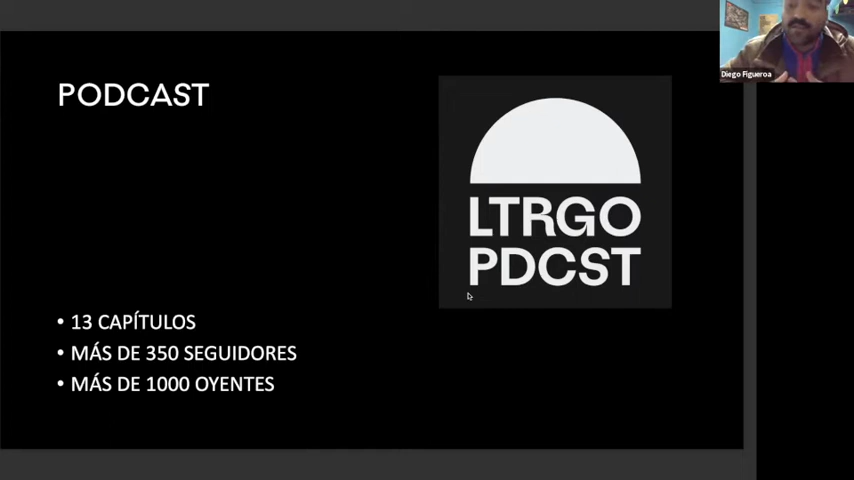 PODCAST
LTRGO
PDCST
• 13 CAPÍTULOS
• MÁS DE 350 SEGUIDORES
• MÁS DE 1000 OYENTES
Diego Figueroa